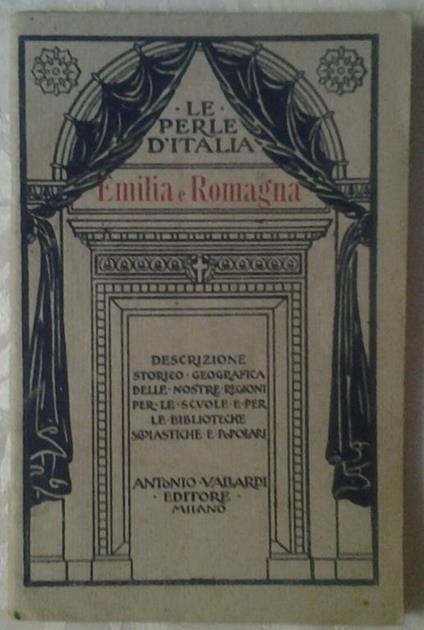 ·LE·
PERLE
D'ITALIA
Emilia e Romagna
DESCRIZIONE
STORICO·GEOGRAFICA
DELLE·NOSTRE·REGIONI
PER·LE·SCVOLE·E·PER
LE·BIBLIOTECHE
SCOLASTICHE·E·POPOLARI
ANTONIO·VALLARDI
·EDITORE·
MILANO